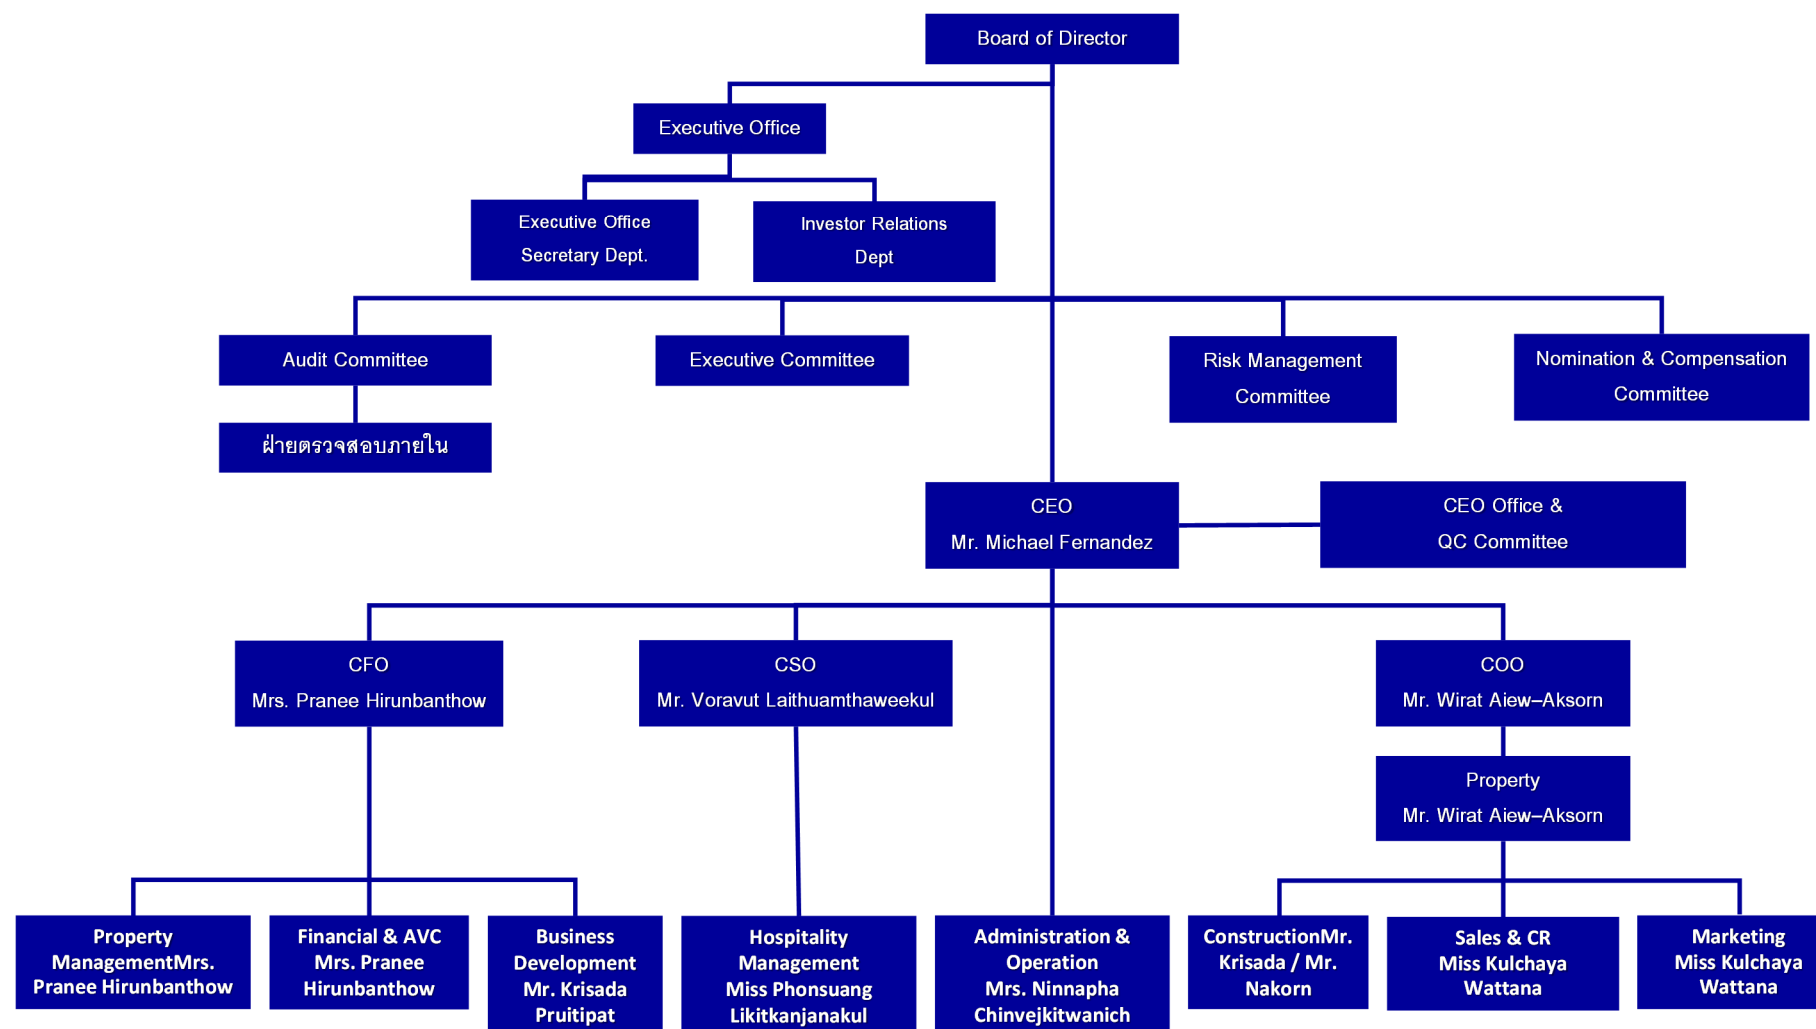 Board of Director
Executive Office
Executive Office
Secretary Dept.
Investor Relations
Dept
Audit Committee
Executive Committee
Risk Management
Committee
Nomination & Compensation
Committee
ฝ่ายตรวจสอบภายใน
CEO
Mr. Michael Fernandez
CEO Office &
QC Committee
CFO
Mrs. Pranee Hirunbanthow
CSO
Mr. Voravut Laithuamthaweekul
COO
Mr. Wirat Aiew–Aksorn
Property
Mr. Wirat Aiew–Aksorn
Property
ManagementMrs.
Pranee Hirunbanthow
Financial & AVC
Mrs. Pranee
Hirunbanthow
Business
Development
Mr. Krisada
Pruitipat
Hospitality
Management
Miss Phonsuang
Likitkanjanakul
Administration &
Operation
Mrs. Ninnapha
Chinvejkitwanich
ConstructionMr.
Krisada / Mr.
Nakorn
Sales & CR
Miss Kulchaya
Wattana
Marketing
Miss Kulchaya
Wattana